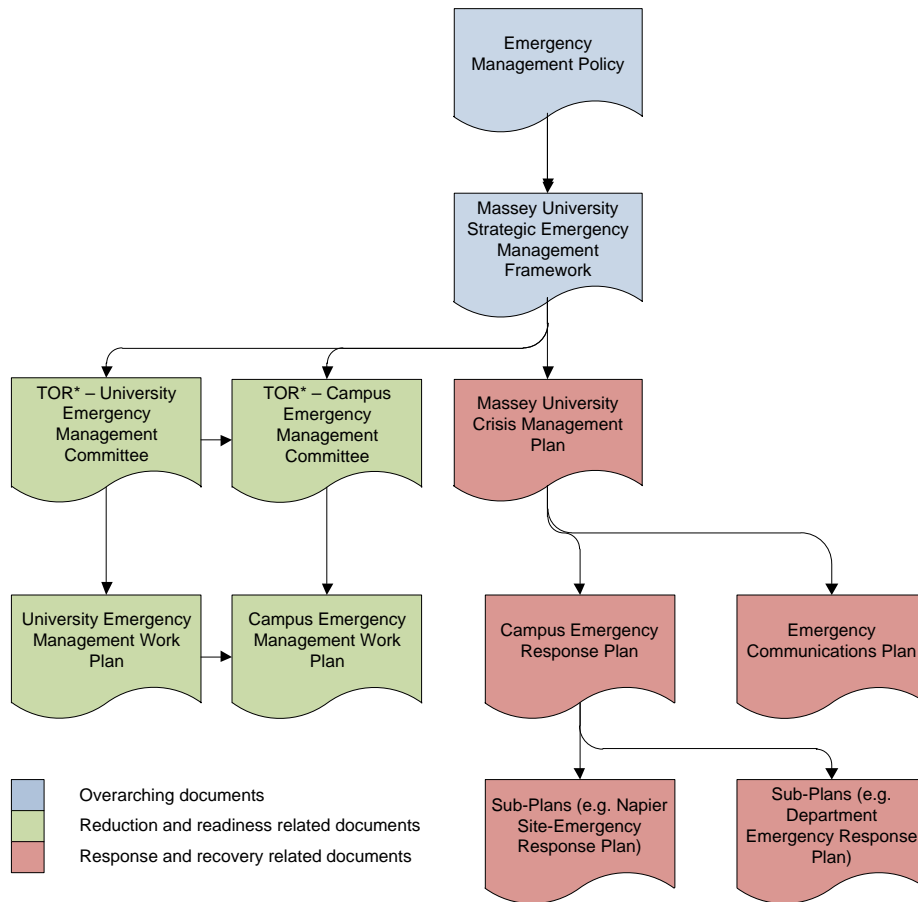 Emergency
Management Policy
Massey University
Strategic Emergency
Management
Framework
TOR* – University
Emergency
Management
Committee
TOR* – Campus
Emergency
Management
Committee
Massey University
Crisis Management
Plan
University Emergency
Management Work
Plan
Campus Emergency
Management Work
Plan
Campus Emergency
Response Plan
Emergency
Communications Plan
Sub-Plans (e.g. Napier
Site-Emergency
Response Plan)
Sub-Plans (e.g.
Department
Emergency Response
Plan)
Overarching documents
Reduction and readiness related documents
Response and recovery related documents